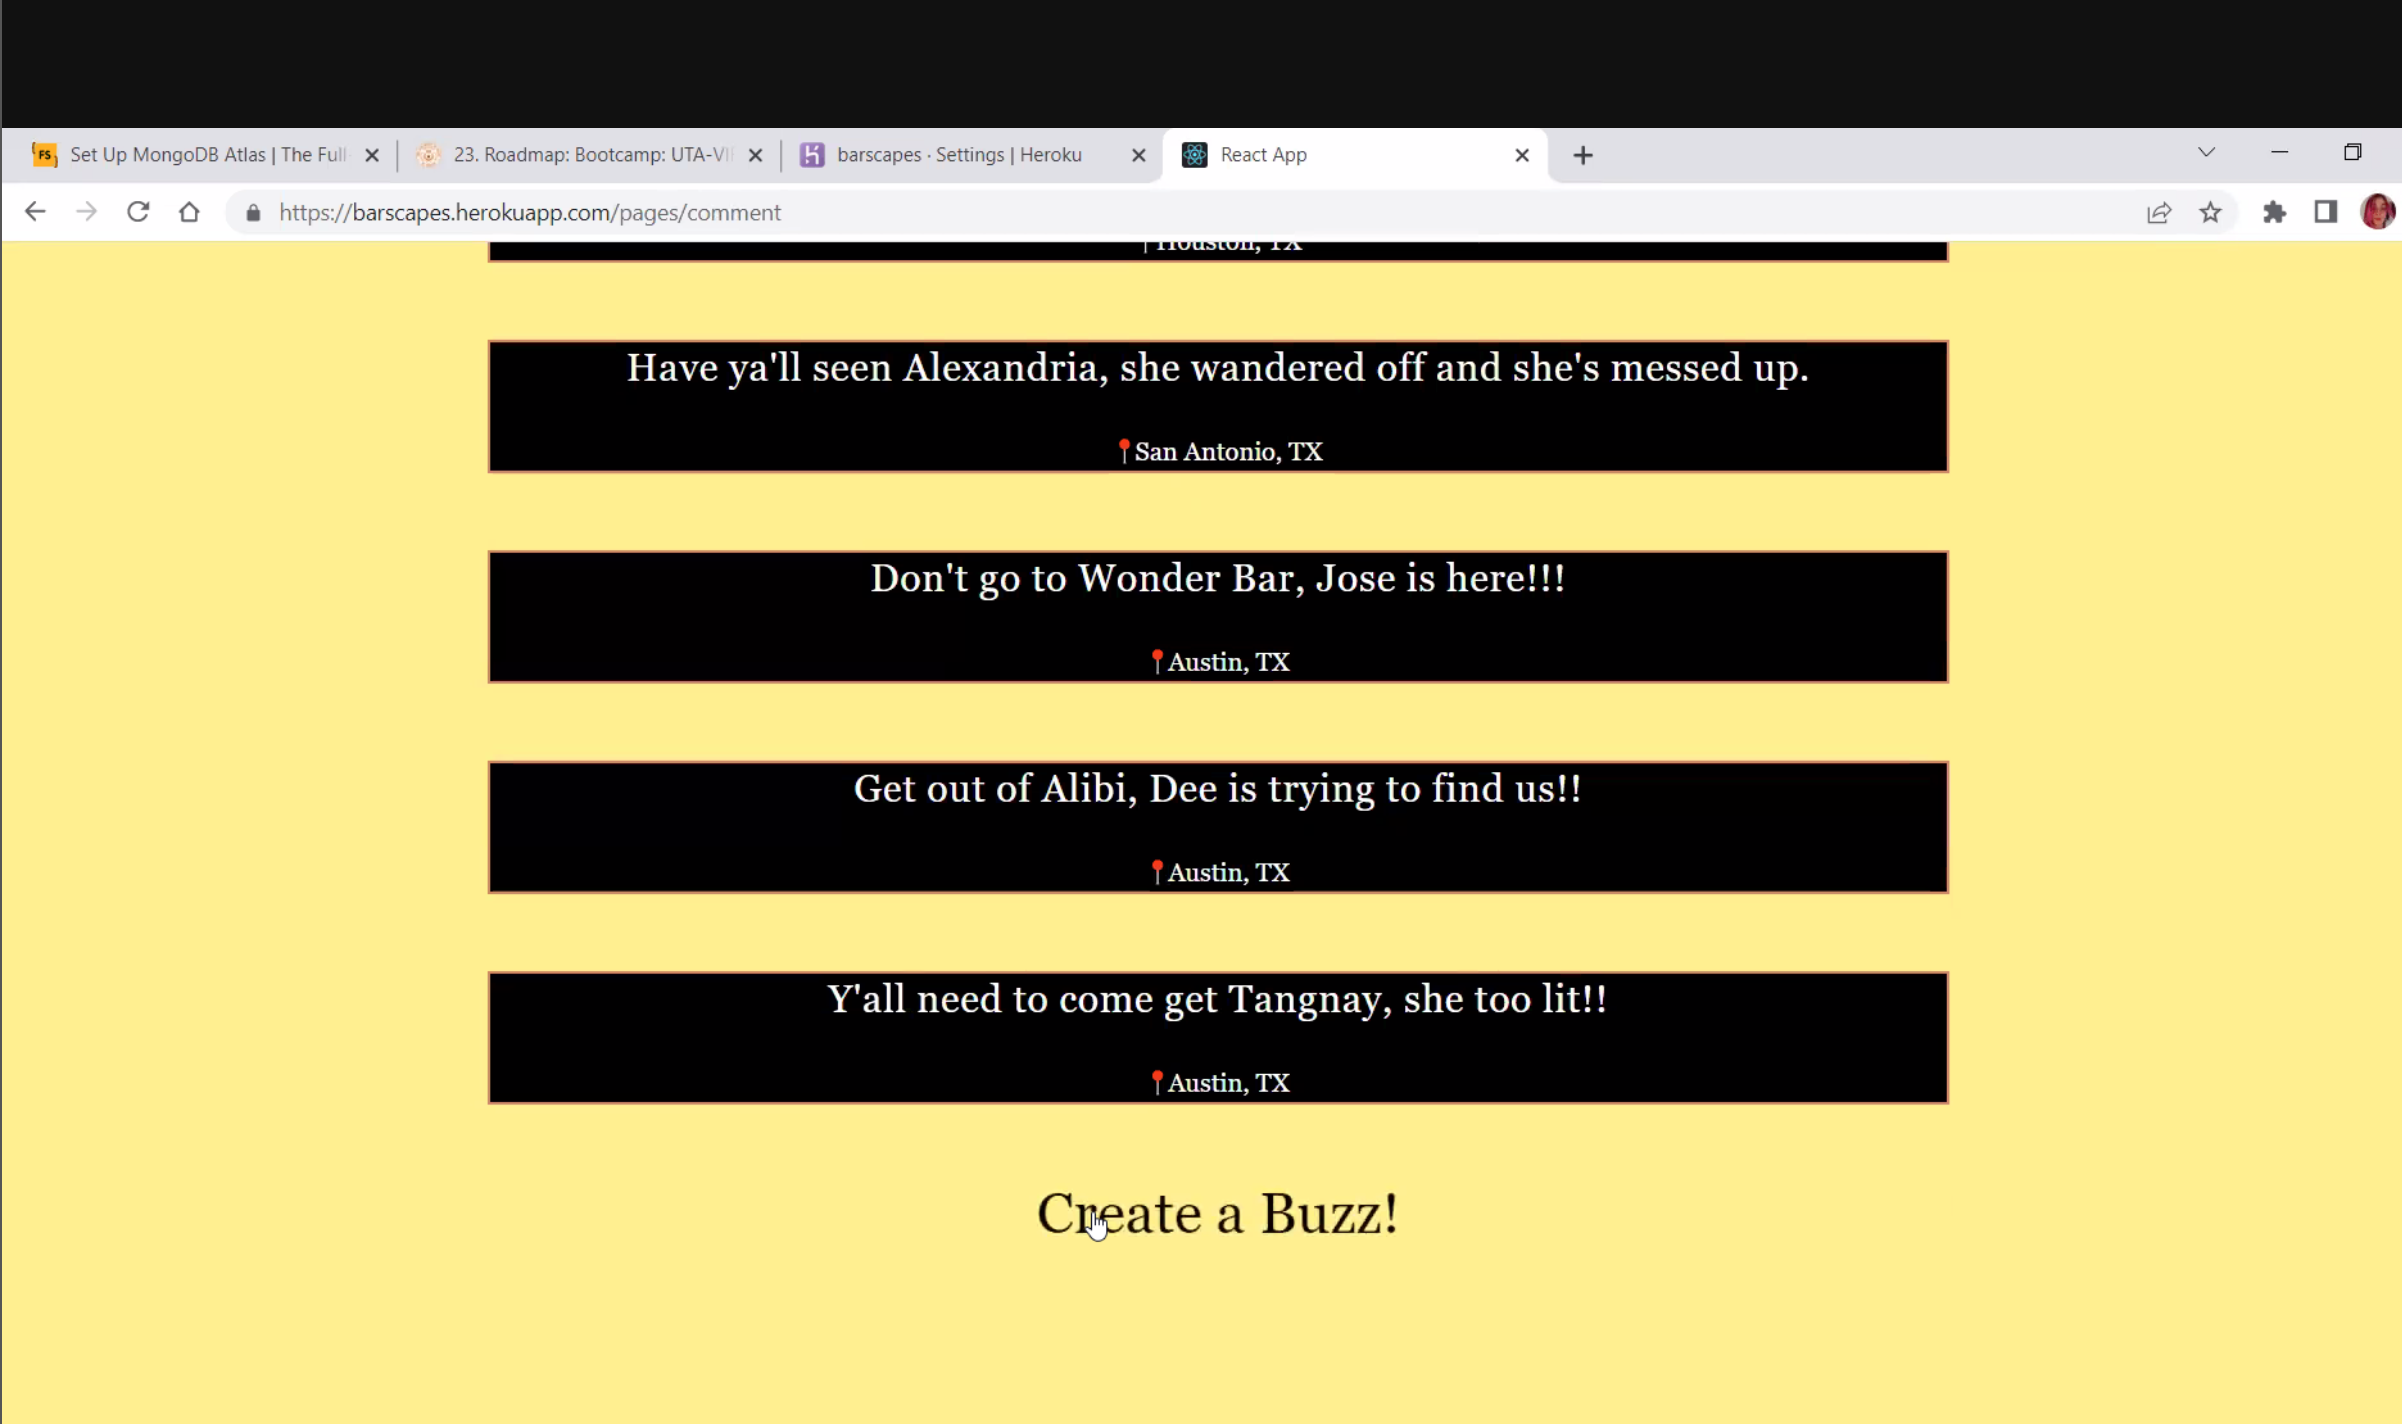 Set Up MongoDB Atlas | The Full
23. Roadmap: Bootcamp: UTA-VI
barscapes · Settings | Heroku
React App
https://barscapes.herokuapp.com/pages/comment
Houston, TX
Have ya'll seen Alexandria, she wandered off and she's messed up.
San Antonio, TX
Don't go to Wonder Bar, Jose is here!!!
Austin, TX
Get out of Alibi, Dee is trying to find us!!
Austin, TX
Y'all need to come get Tangnay, she too lit!!
Austin, TX
Create a Buzz!